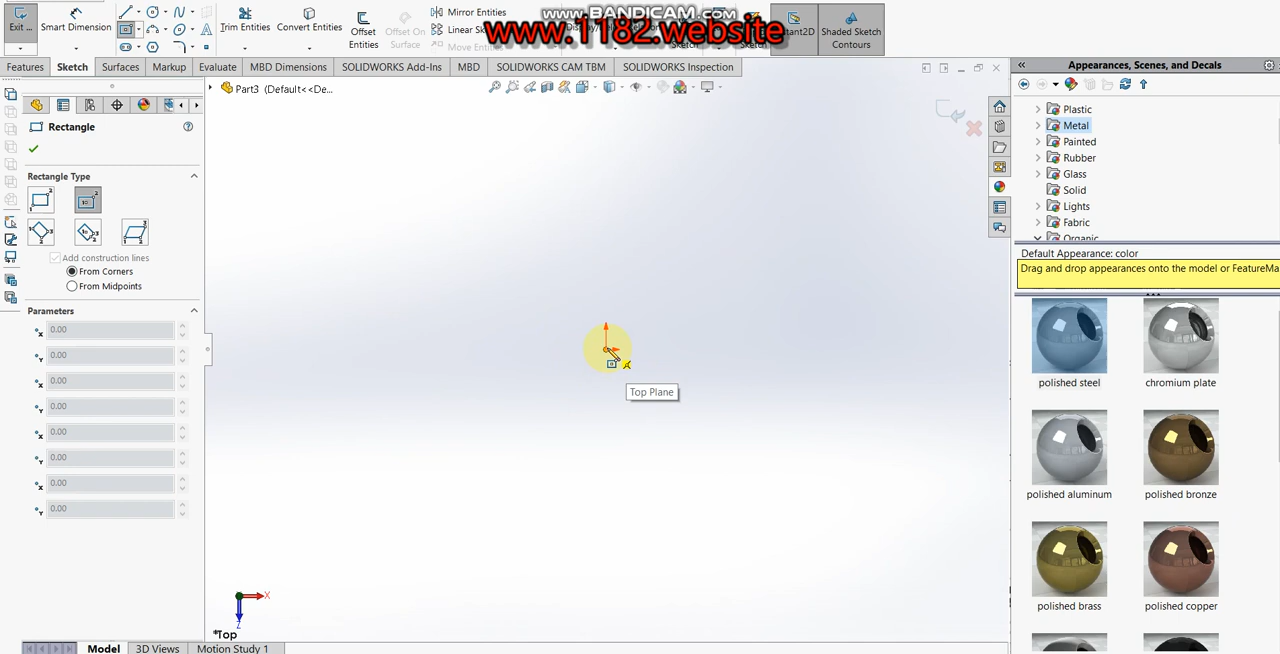 www.BANDICAM.com
www.1182.website
Exit ...
Smart Dimension
Trim Entities
Convert Entities
Offset
Entities
Offset On
Surface
Mirror Entities
Linear Sk
Move Entities
Sketch
Instant2D
Shaded Sketch
Contours
Features
Sketch
Surfaces
Markup
Evaluate
MBD Dimensions
SOLIDWORKS Add-Ins
MBD
SOLIDWORKS CAM TBM
SOLIDWORKS Inspection
Appearances, Scenes, and Decals
Part3 (Default<<De...
Rectangle
Rectangle Type
Add construction lines
From Corners
From Midpoints
Parameters
0.00
0.00
0.00
0.00
0.00
0.00
0.00
0.00
Top Plane
X
Z
*Top
Model
3D Views
Motion Study 1
Plastic
Metal
Painted
Rubber
Glass
Solid
Lights
Fabric
Organic
Default Appearance: color
Drag and drop appearances onto the model or FeatureMa
polished steel
chromium plate
polished aluminum
polished bronze
polished brass
polished copper